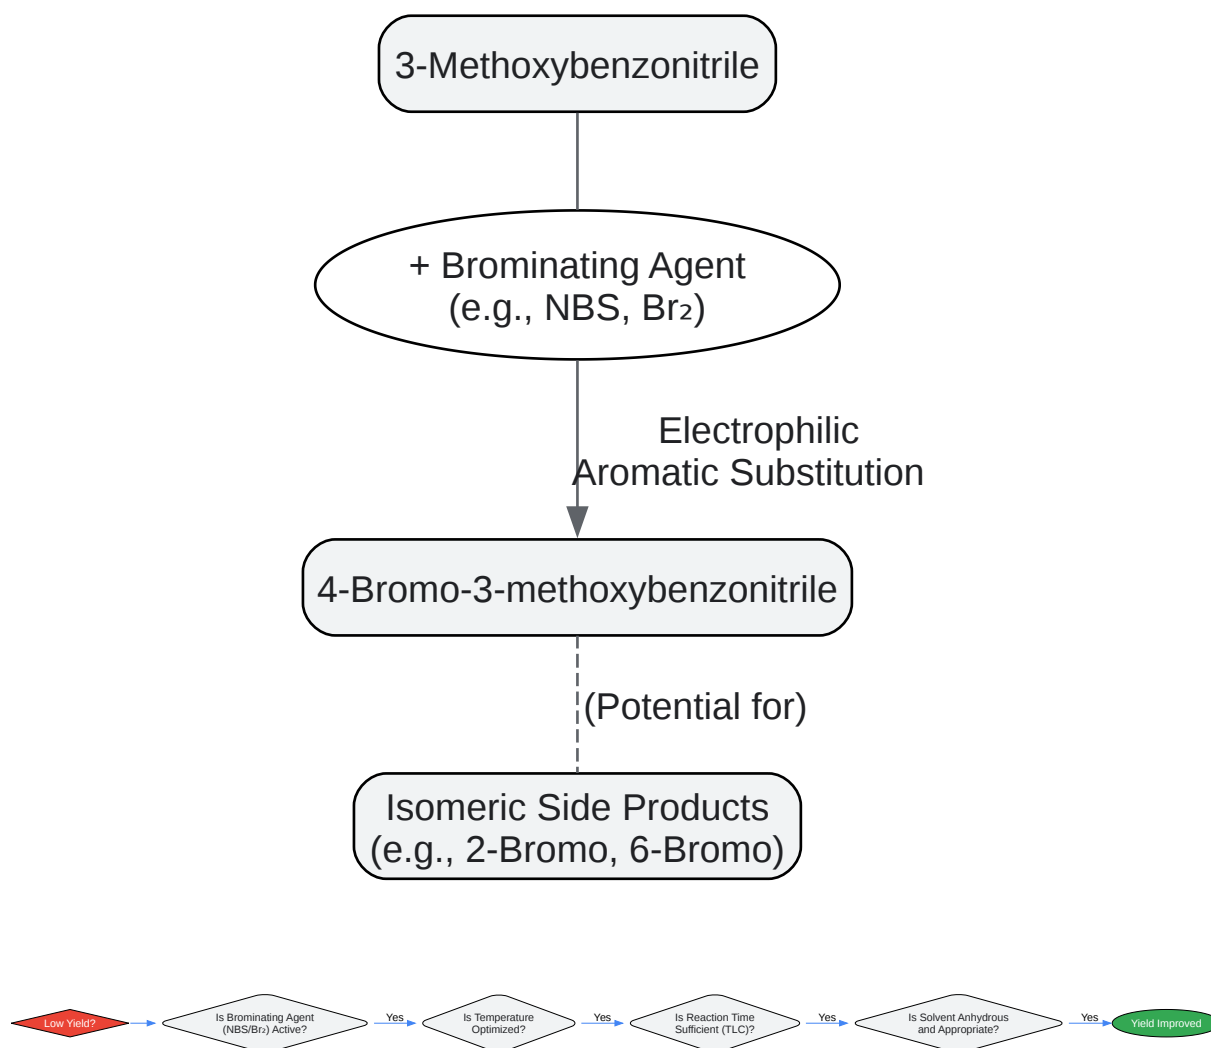 3-Methoxybenzonitrile
+ Brominating Agent
(e.g., NBS, Br₂)
Electrophilic
Aromatic Substitution
4-Bromo-3-methoxybenzonitrile
(Potential for)
Isomeric Side Products
(e.g., 2-Bromo, 6-Bromo)
Low Yield?
Is Brominating Agent
(NBS/Br₂) Active?
Yes
Is Temperature
Optimized?
Yes
Is Reaction Time
Sufficient (TLC)?
Yes
Is Solvent Anhydrous
and Appropriate?
Yes
Yield Improved